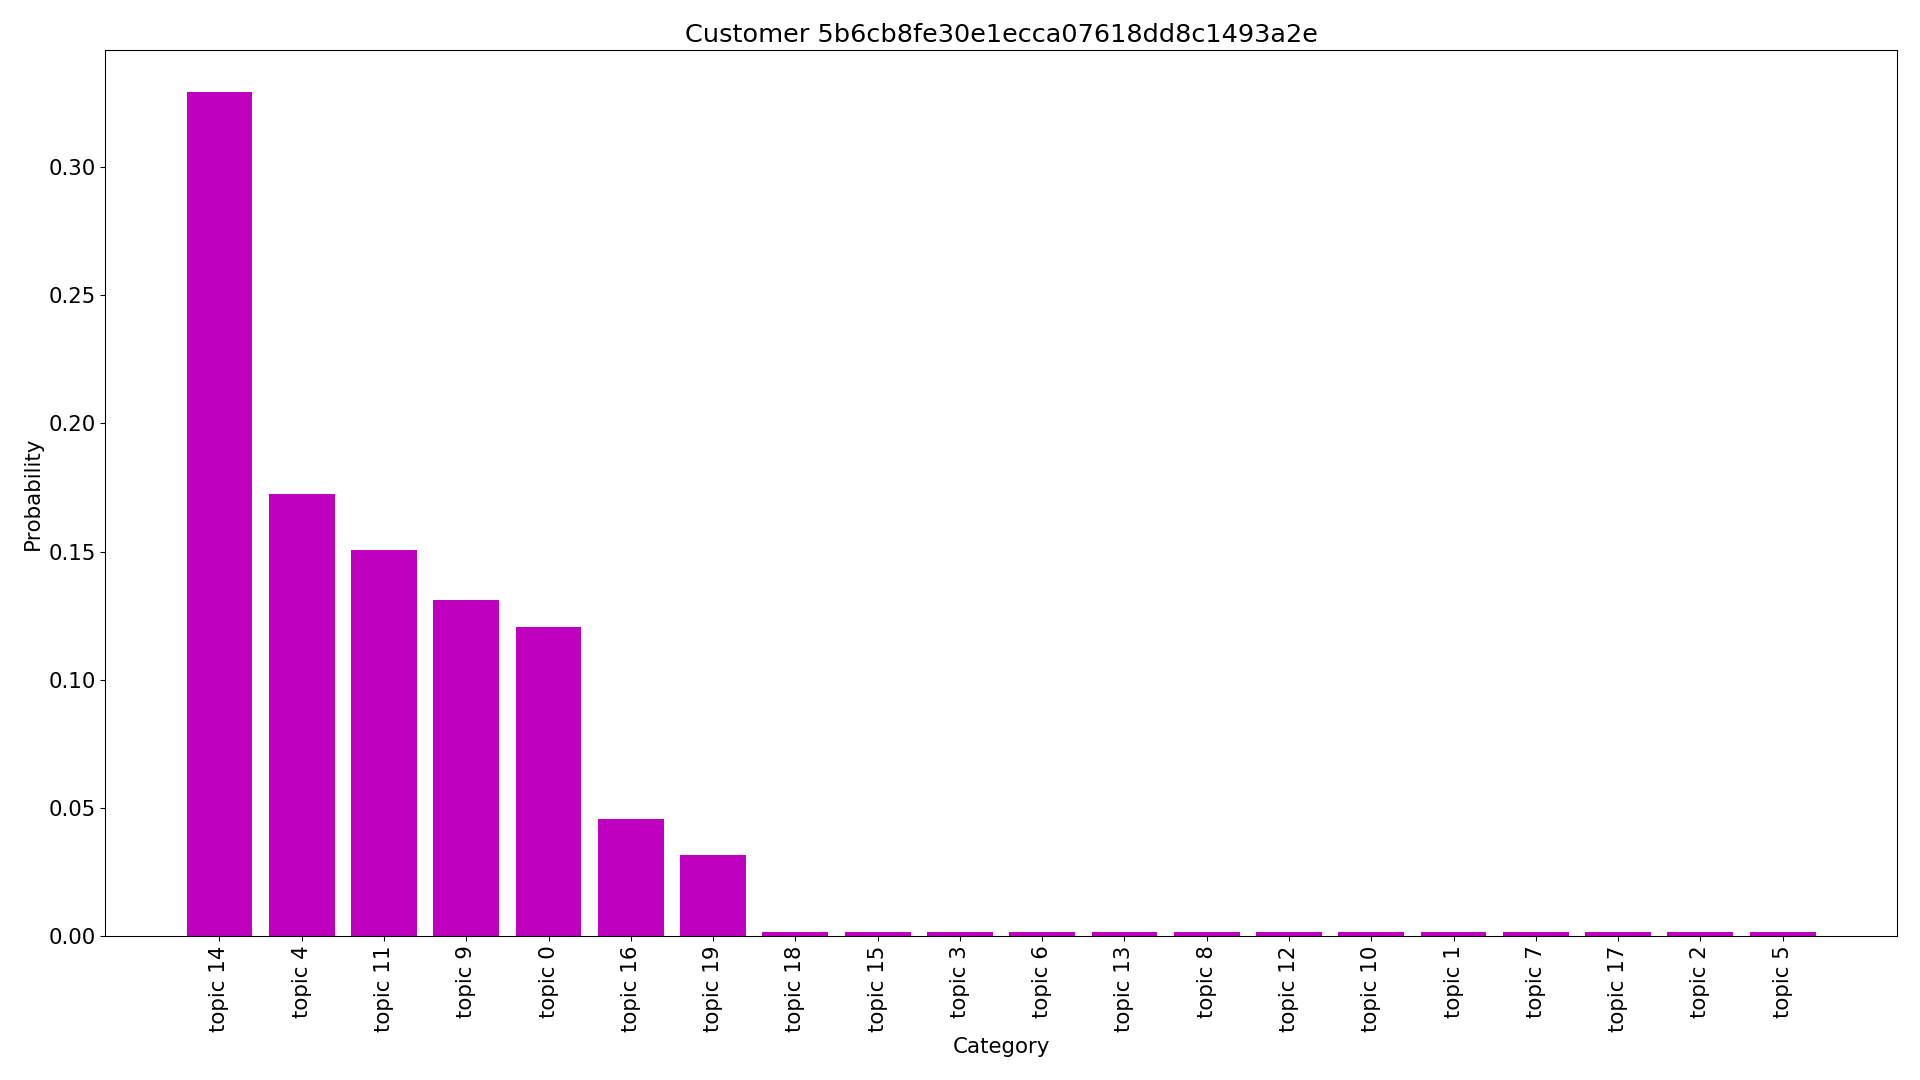 Customer 5b6cb8fe30e1ecca07618dd8c1493a2e
Probability
0.30
0.25
0.20
0.15
0.10
0.05
0.00
topic 14
topic 4
topic 11
topic 9
topic 0
topic 16
topic 19
topic 18
topic 15
topic 3
topic 6
topic 13
topic 8
topic 12
topic 10
topic 1
topic 7
topic 17
topic 2
topic 5
Category